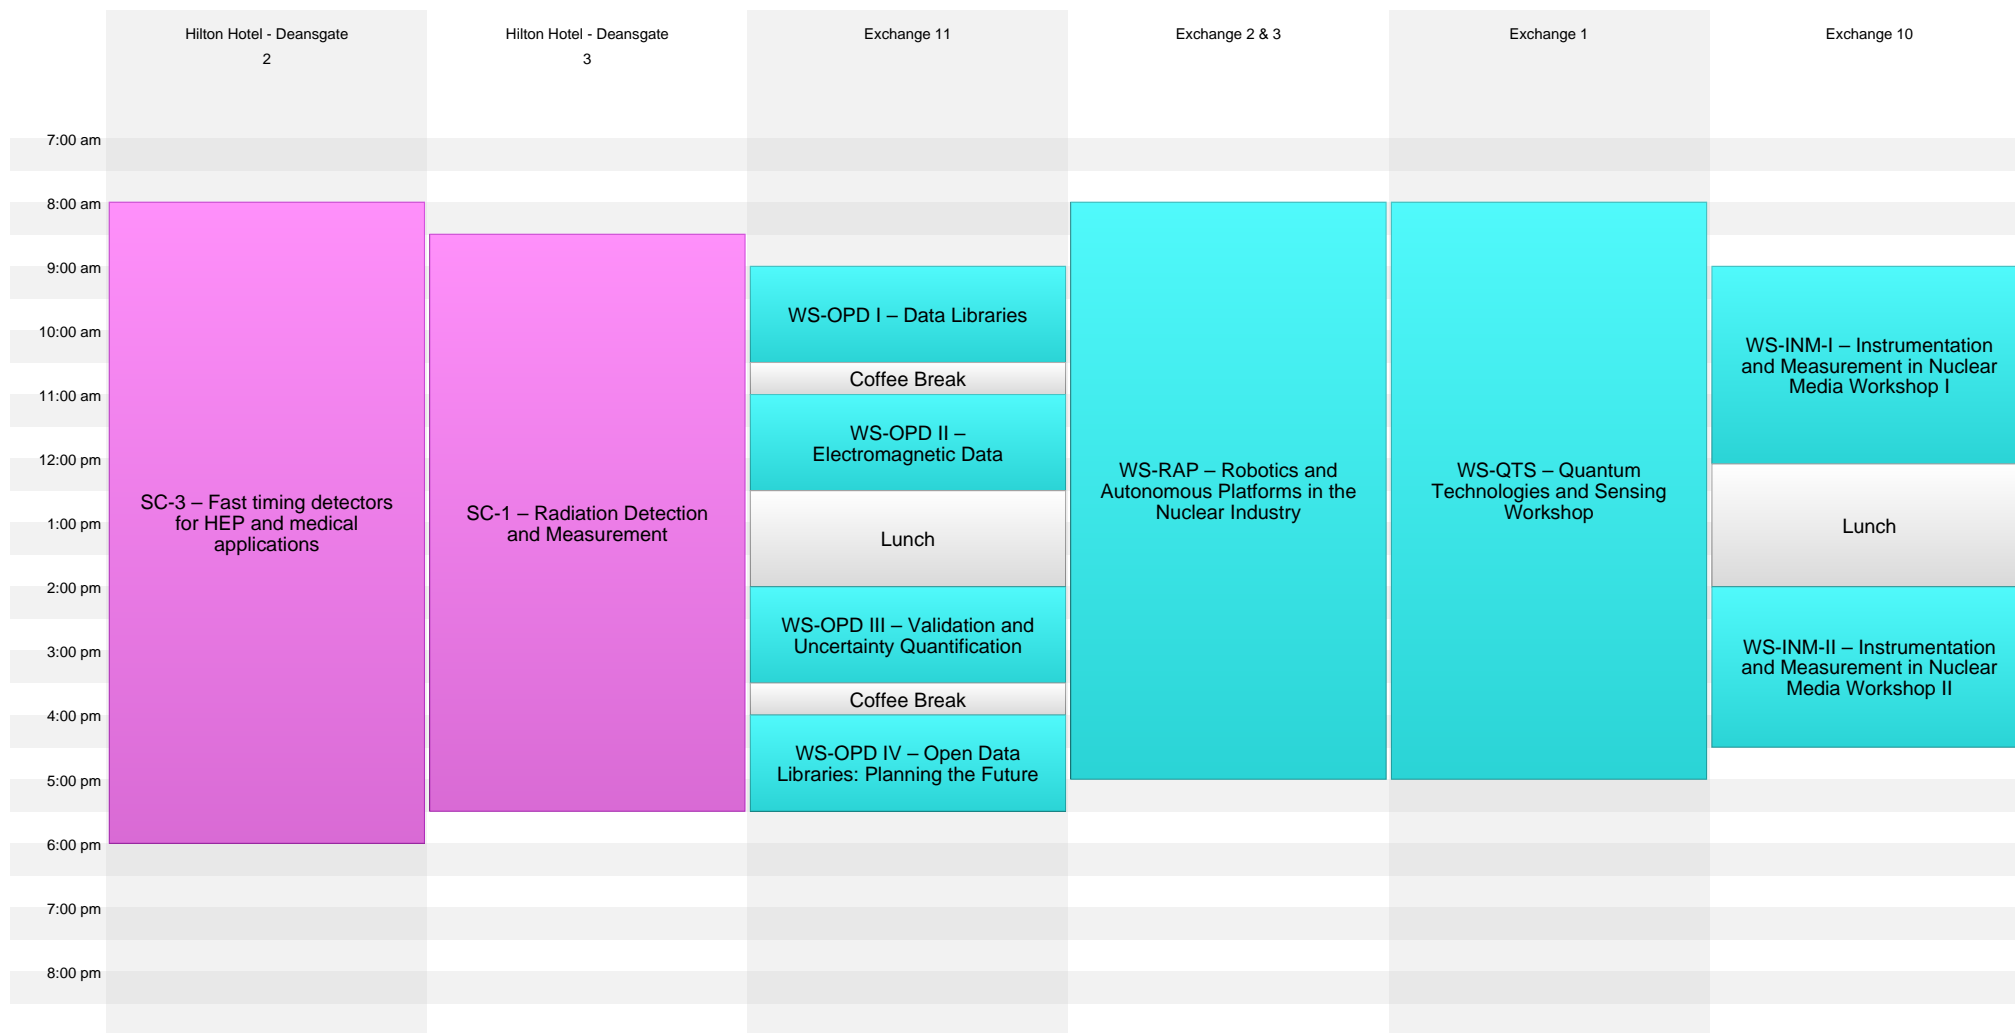 Hilton Hotel - Deansgate
2
Hilton Hotel - Deansgate
3
Exchange 11
Exchange 2 & 3
Exchange 1
Exchange 10
7:00 am
8:00 am
9:00 am
10:00 am
11:00 am
12:00 pm
1:00 pm
2:00 pm
3:00 pm
4:00 pm
5:00 pm
6:00 pm
7:00 pm
8:00 pm
SC-3 – Fast timing detectors
for HEP and medical
applications
SC-1 – Radiation Detection
and Measurement
WS-OPD I – Data Libraries
Coffee Break
WS-OPD II –
Electromagnetic Data
Lunch
WS-OPD III – Validation and
Uncertainty Quantification
Coffee Break
WS-OPD IV – Open Data
Libraries: Planning the Future
WS-RAP – Robotics and
Autonomous Platforms in the
Nuclear Industry
WS-QTS – Quantum
Technologies and Sensing
Workshop
WS-INM-I – Instrumentation
and Measurement in Nuclear
Media Workshop I
Lunch
WS-INM-II – Instrumentation
and Measurement in Nuclear
Media Workshop II